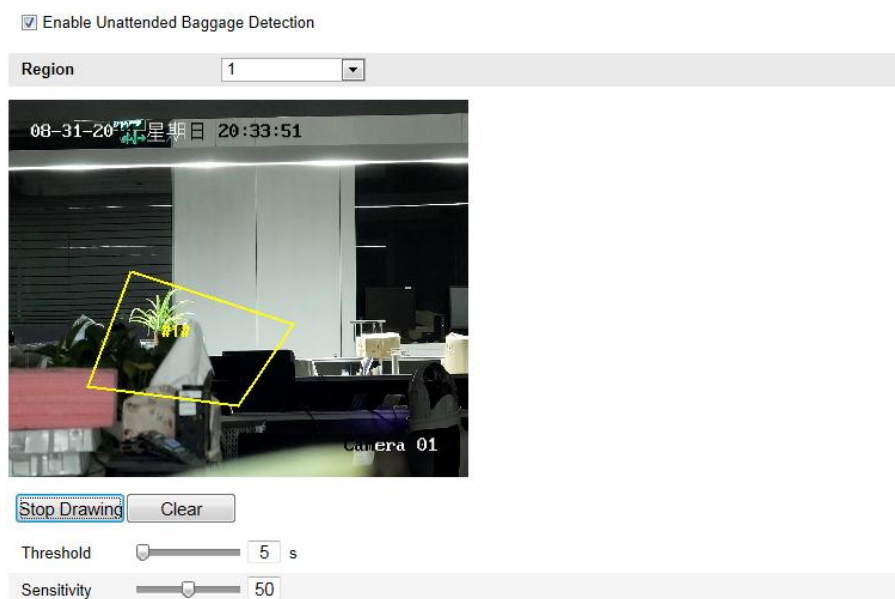 Enable Unattended Baggage Detection
Region 1
08-31-20 星期日 20:33:51
#1#
Camera 01
Stop Drawing Clear
Threshold 5 s
Sensitivity 50